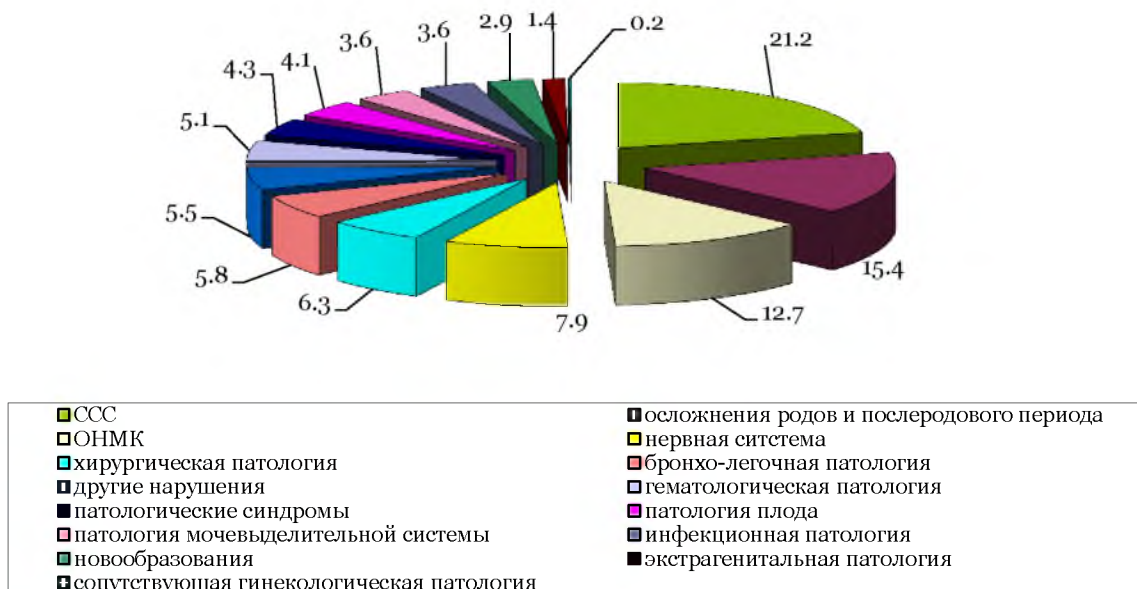 3.6
3.6
2.9
1.4
0.2
21.2
4.1
4.3
5.1
5.5
5.8
6.3
7.9
12.7
15.4
ССС
осложнения родов и послеродового периода
ОНМК
нервная ситстема
хирургическая патология
бронхо-легочная патология
другие нарушения
гематологическая патология
патологические синдромы
патология плода
патология мочевыделительной системы
инфекционная патология
новообразования
экстрагенитальная патология
сопутствующая гинекологическая патология